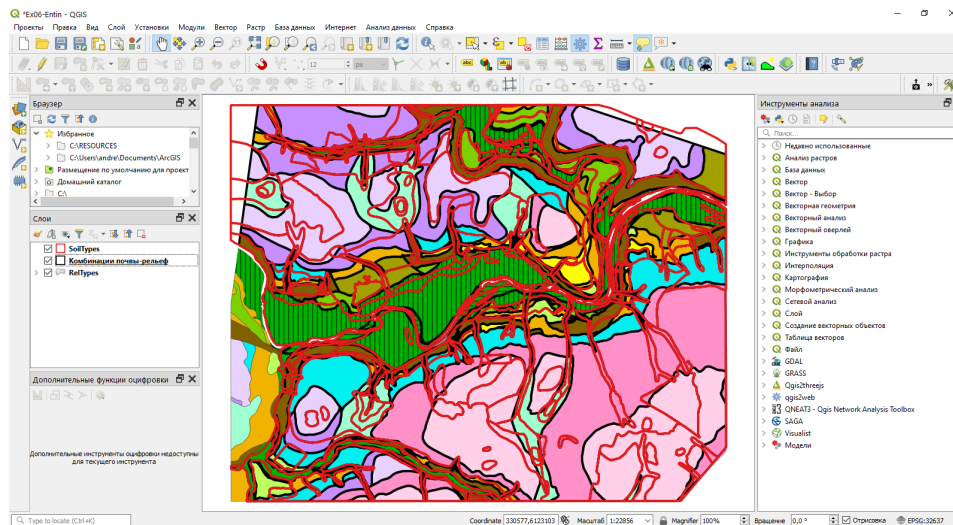 *Ex06-Entin - QGIS
Проекты Правка Вид Слой Установки Модули Вектор Растр База данных Интернет Анализ данных Справка
12 px
abc
Браузер
Избранное
C:\RESOURCES
C:\Users\andre\Documents\ArcGIS
Размещение по умолчанию для проект
Домашний каталог
C:\
Слои
SoilTypes
Комбинации почвы-рельеф
RelTypes
Дополнительные функции оцифровки
Дополнительные инструменты оцифровки недоступны
для текущего инструмента
Инструменты анализа
Поиск...
Недавно использованные
Анализ растров
База данных
Вектор
Вектор - Выбор
Векторная геометрия
Векторный анализ
Векторный оверлей
Графика
Инструменты обработки растра
Интерполяция
Картография
Морфометрический анализ
Сетевой анализ
Слой
Создание векторных объектов
Таблица векторов
Файл
GDAL
GRASS
Qgis2threejs
qgis2web
QNEAT3 - Qgis Network Analysis Toolbox
SAGA
Visualist
Модели
Type to locate (Ctrl+K)
Coordinate 330577,6123103 Масштаб 1:22856 Magnifier 100% Вращение 0,0 ° Отрисовка EPSG:32637